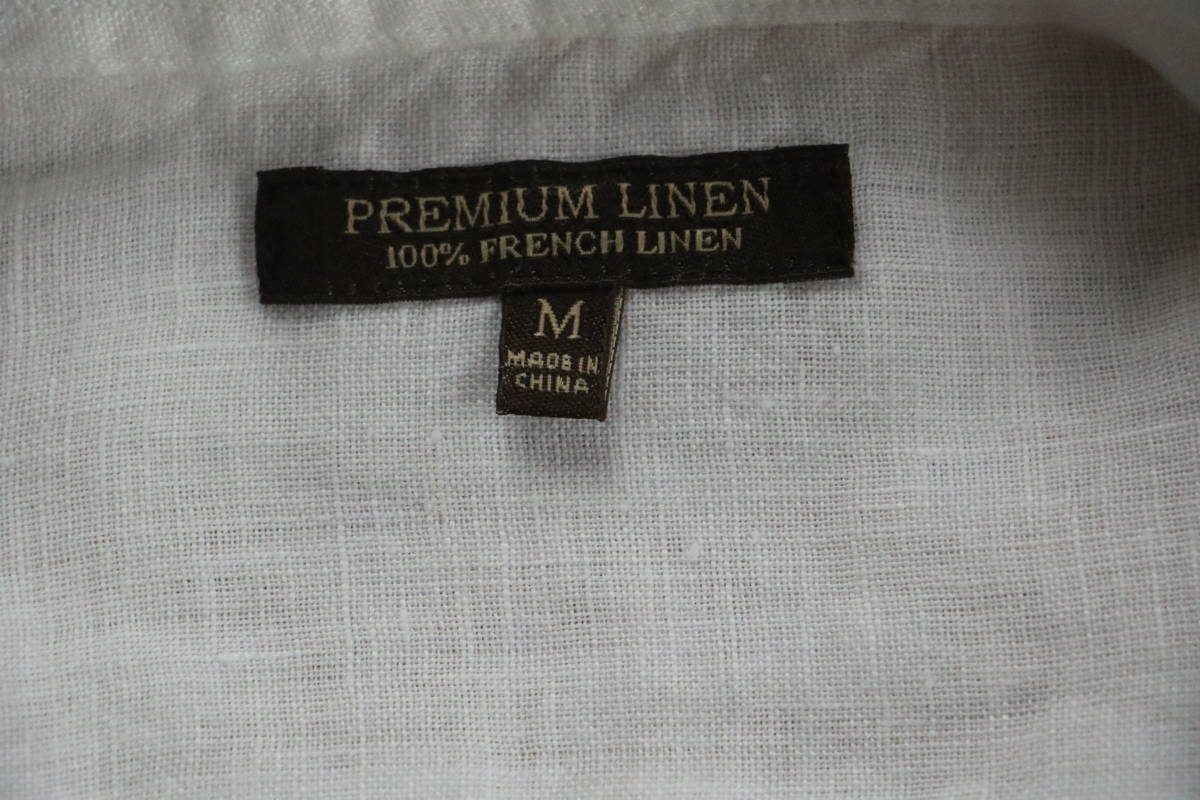 PREMIUM LINEN
100% FRENCH LINEN
M
MADE IN
CHINA